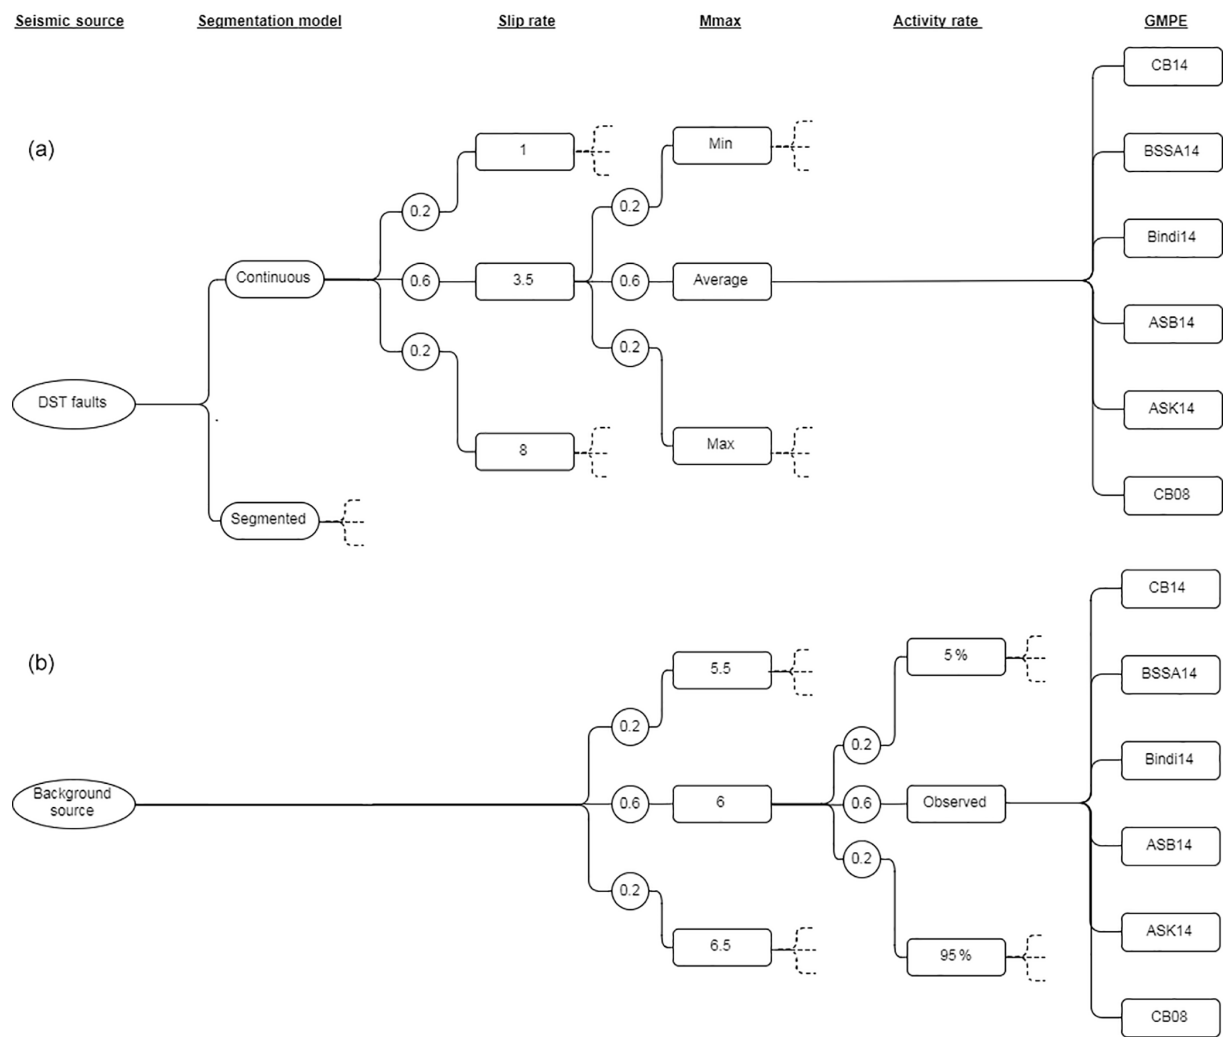 Seismic source
Segmentation model
Slip rate
Mmax
Activity rate
GMPE
(a)
DST faults
Continuous
Segmented
0.2
0.6
0.2
1
3.5
8
0.2
0.6
0.2
Min
Average
Max
CB14
BSSA14
Bindi14
ASB14
ASK14
CB08
(b)
Background
source
0.2
0.6
0.2
5.5
6
6.5
0.2
0.6
0.2
5 %
Observed
95 %
CB14
BSSA14
Bindi14
ASB14
ASK14
CB08